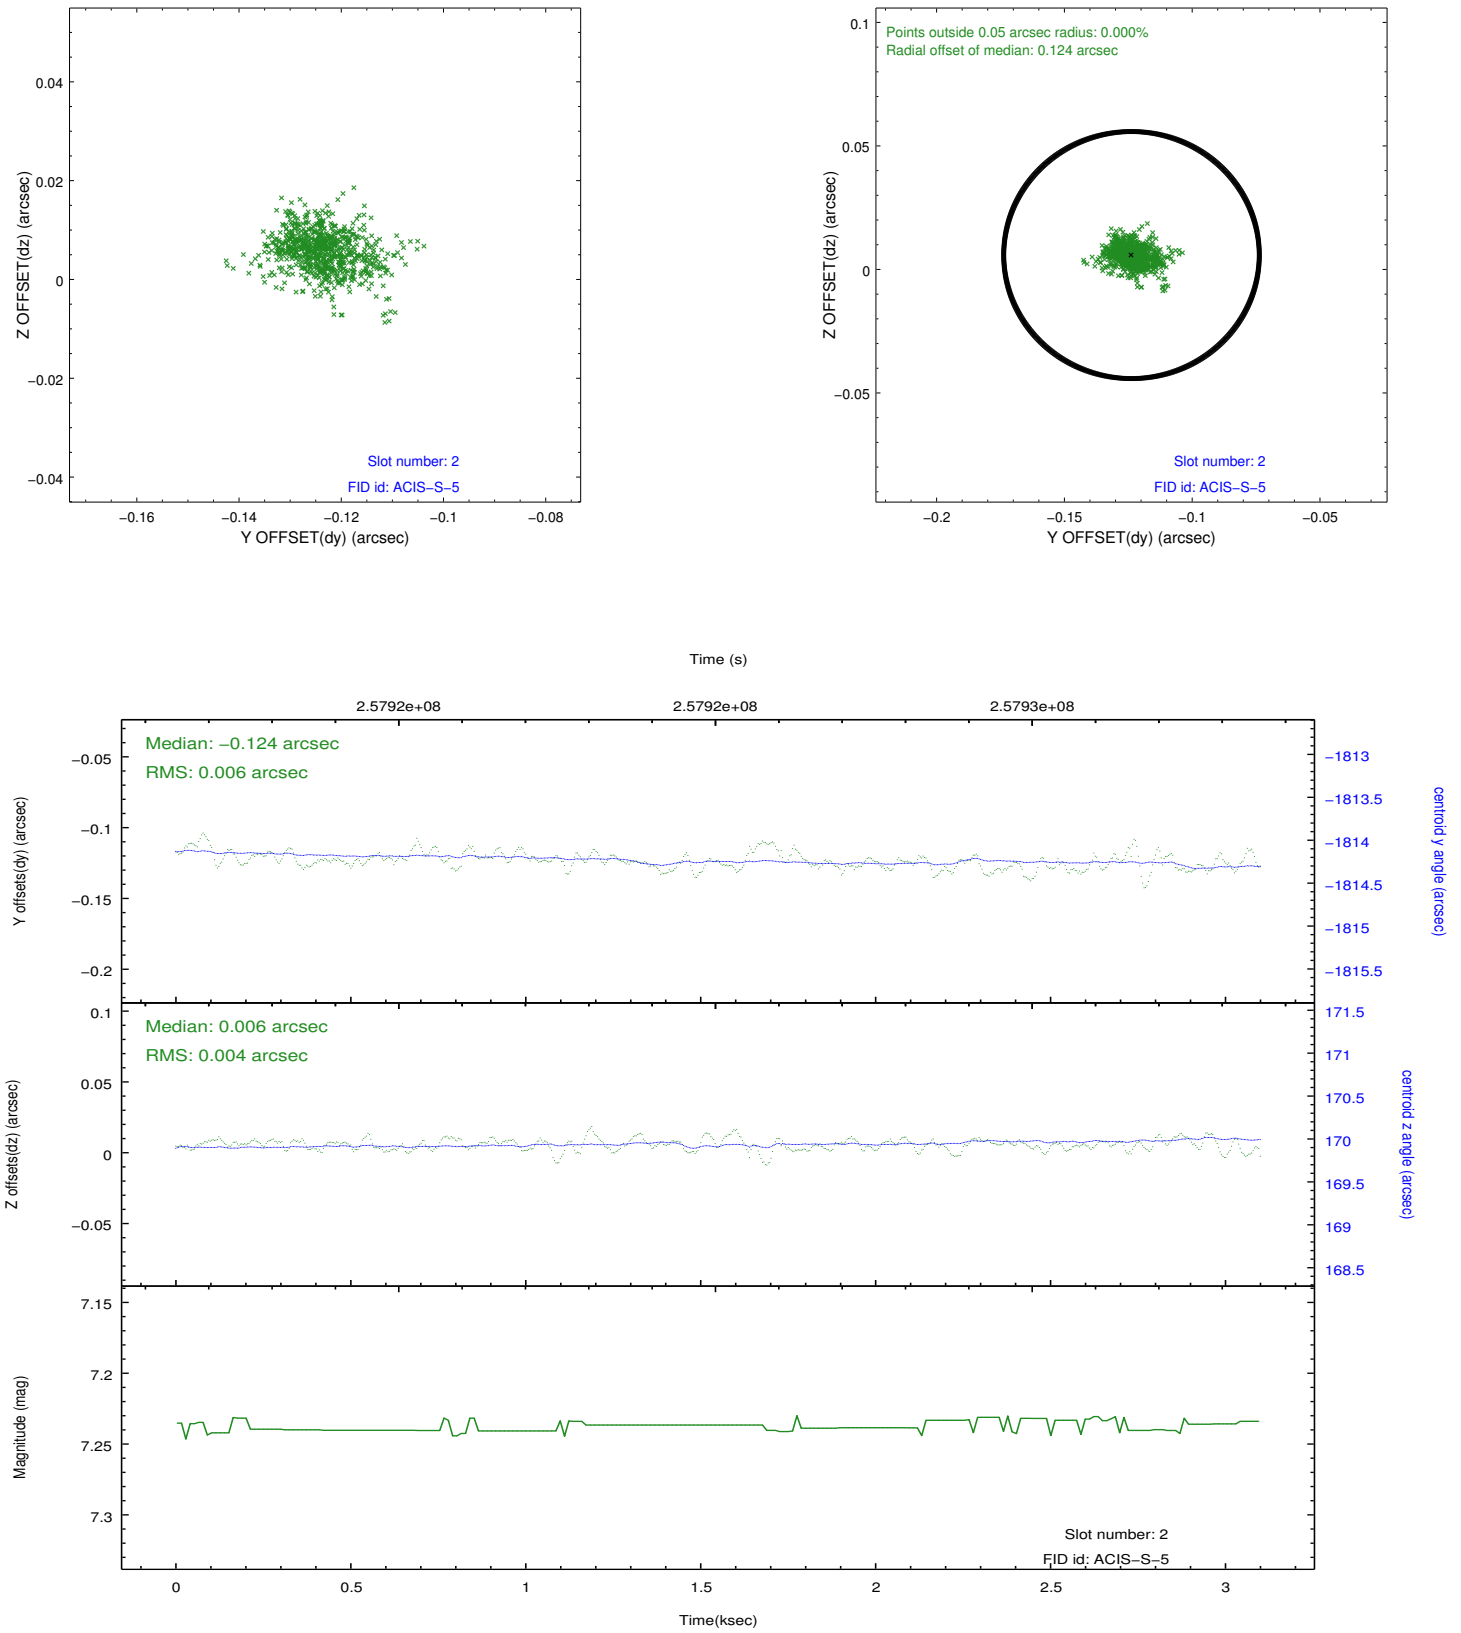 0.04
0.02
0
−0.02
−0.04
Z OFFSET(dz) (arcsec)
Slot number: 2
FID id: ACIS−S−5
−0.16 −0.14 −0.12 −0.1 −0.08
Y OFFSET(dy) (arcsec)
Points outside 0.05 arcsec radius: 0.000%
Radial offset of median: 0.124 arcsec
0.1
0.05
0
−0.05
Z OFFSET(dz) (arcsec)
Slot number: 2
FID id: ACIS−S−5
−0.2 −0.15 −0.1 −0.05
Y OFFSET(dy) (arcsec)
Time (s)
2.5792e+08 2.5792e+08 2.5793e+08
Median: −0.124 arcsec
RMS: 0.006 arcsec
−0.05
−0.1
−0.15
−0.2
Y offsets(dy) (arcsec)
−1813
−1813.5
−1814
−1814.5
−1815
−1815.5
centroid y angle (arcsec)
Median: 0.006 arcsec
RMS: 0.004 arcsec
0.1
0.05
0
−0.05
Z offsets(dz) (arcsec)
171.5
171
170.5
170
169.5
169
168.5
centroid z angle (arcsec)
7.15
7.2
7.25
7.3
Magnitude (mag)
Slot number: 2
FID id: ACIS−S−5
0 0.5 1 1.5 2 2.5 3
Time(ksec)